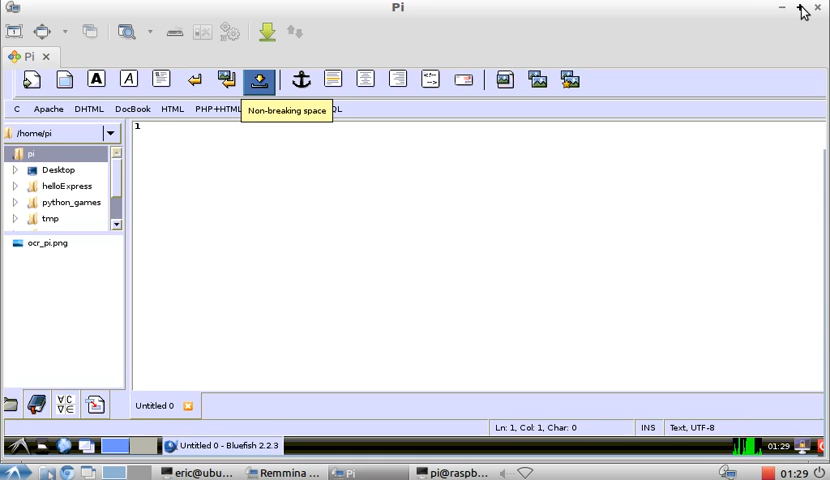 Pi
Pi
A
A
C Apache DHTML DocBook HTML PHP+HTML QL
Non-breaking space
/home/pi
1
pi
Desktop
helloExpress
python_games
tmp
ocr_pi.png
Untitled 0
Ln: 1, Col: 1, Char: 0 INS Text, UTF-8
Untitled 0 - Bluefish 2.2.3 01:29
eric@ubu... Remmina ... Pi pi@raspb... 01:29